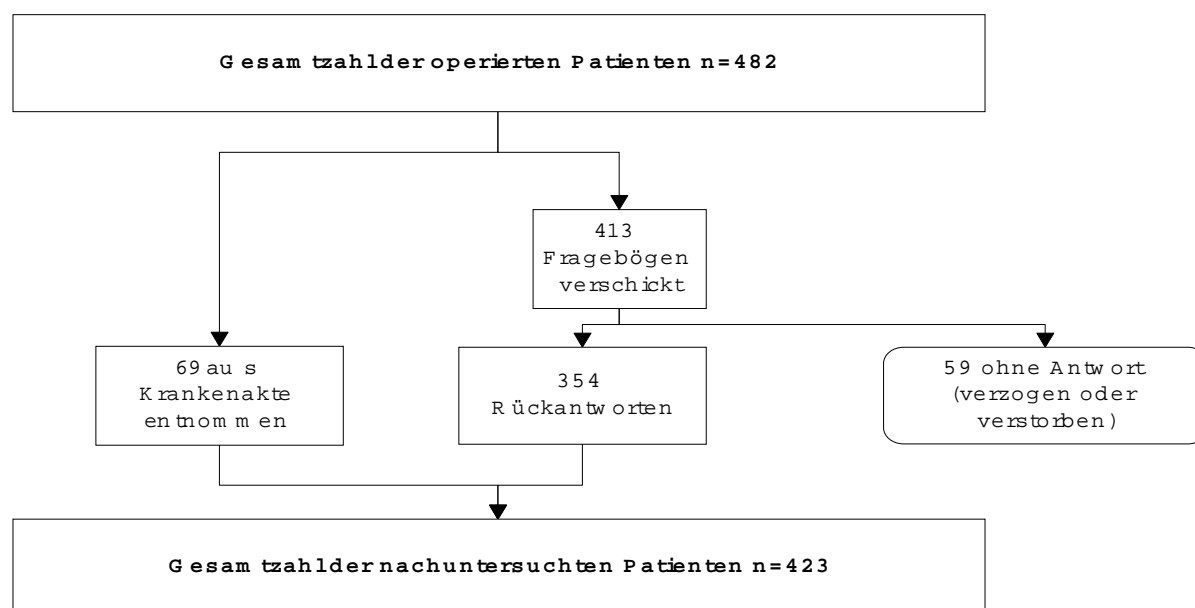 Gesamtzahl der operierten Patienten n=482
413
Fragebögen
verschickt
69 aus
Krankenakte
entnommen
354
Rückantworten
59 ohne Antwort
(verzogen oder
verstorben)
Gesamtzahl der nachuntersuchten Patienten n=423